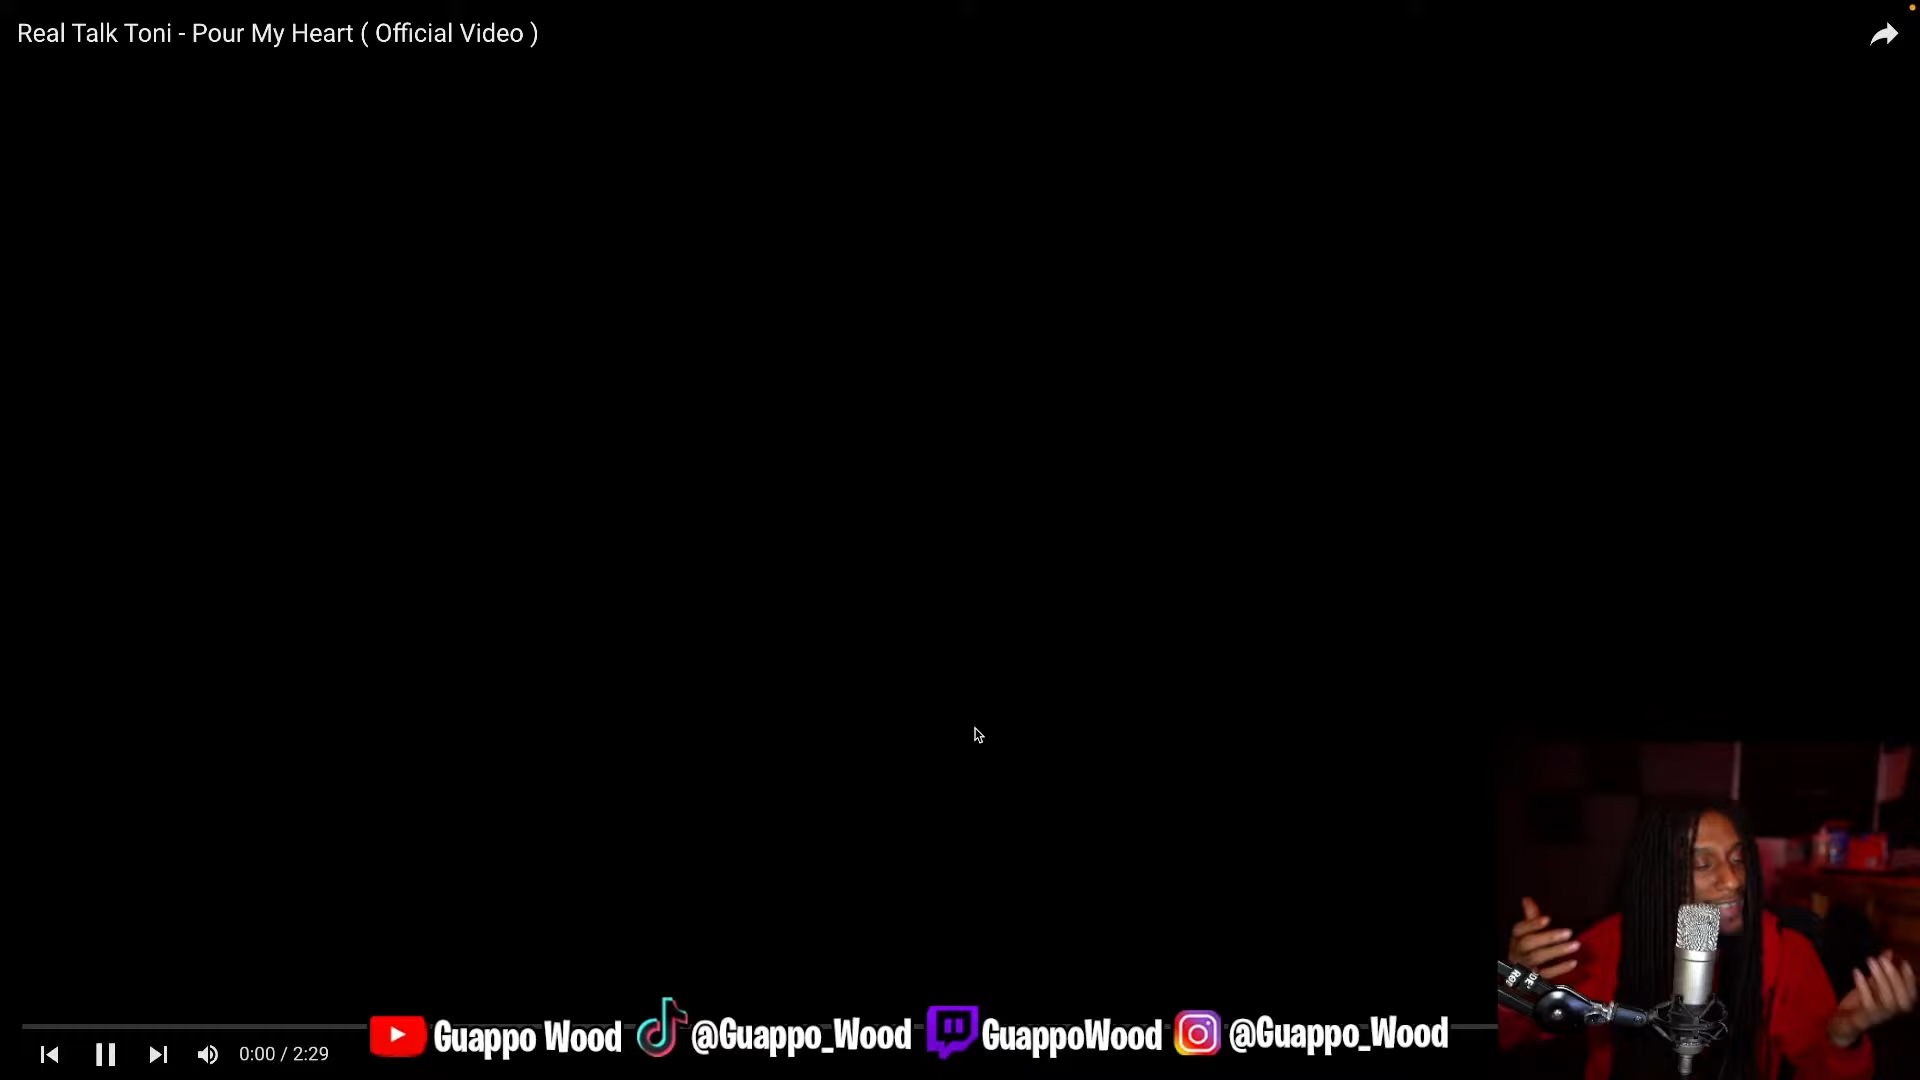 Real Talk Toni - Pour My Heart ( Official Video )
Guappo Wood @Guappo_Wood GuappoWood @Guappo_Wood
0:00 / 2:29